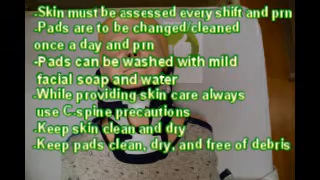 -Skin must be assessed every shift and prn
-Pads are to be changed/cleaned
once a day and prn
-Pads can be washed with mild
facial soap and water
-While providing skin care always
use C-spine precautions
-Keep skin clean and dry
-Keep pads clean, dry, and free of debris